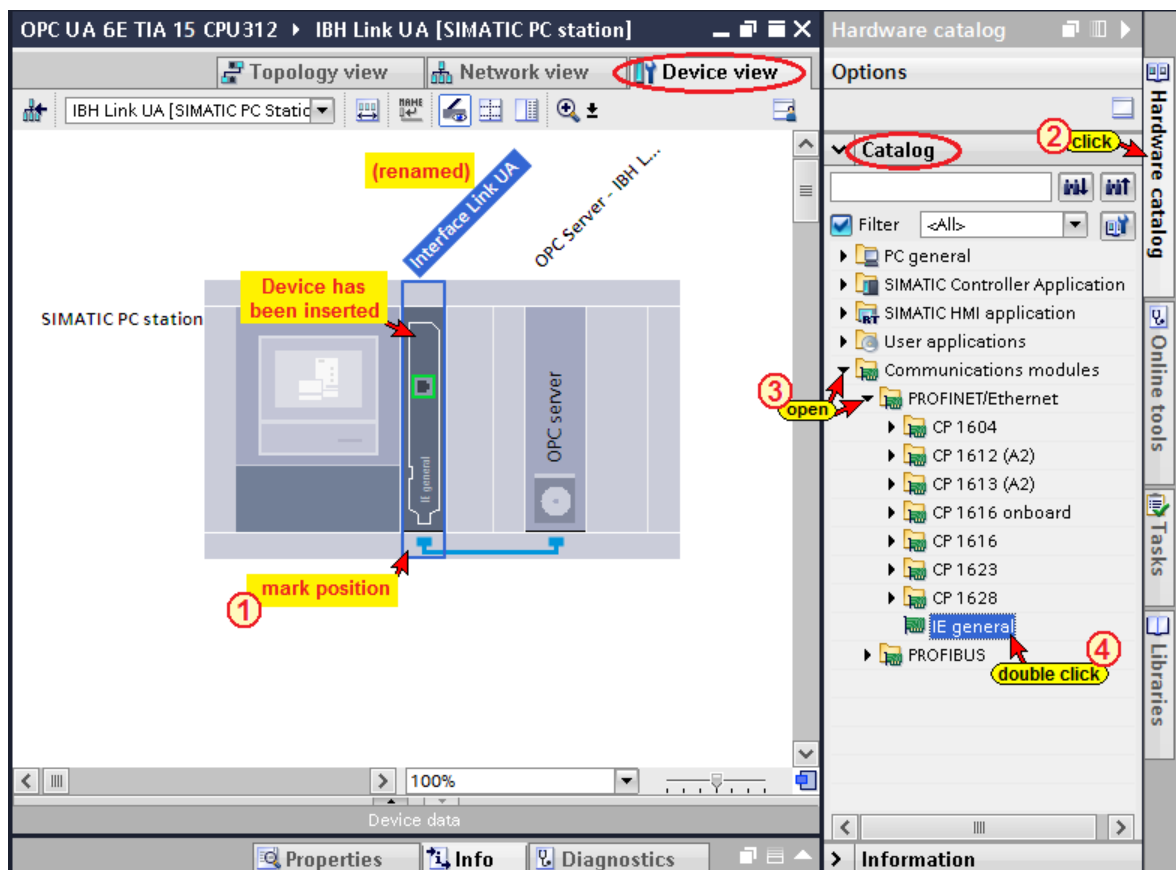 OPC UA 6E TIA 15 CPU312 ▸ IBH Link UA [SIMATIC PC station]
Topology view
Network view
Device view
IBH Link UA [SIMATIC PC Static
NAME
(renamed)
Interface Link UA
OPC Server - IBH L...
Device has
been inserted
SIMATIC PC station
IE general
OPC server
mark position
1
100%
Device data
Properties
Info
Diagnostics
Hardware catalog
Options
2
click
Catalog
Filter
<All>
PC general
SIMATIC Controller Application
RT
SIMATIC HMI application
User applications
Communications modules
3
open
PROFINET/Ethernet
CP 1604
CP 1612 (A2)
CP 1613 (A2)
CP 1616 onboard
CP 1616
CP 1623
CP 1628
IE general
4
double click
PROFIBUS
Information
Hardware catalog
Online tools
Tasks
Libraries